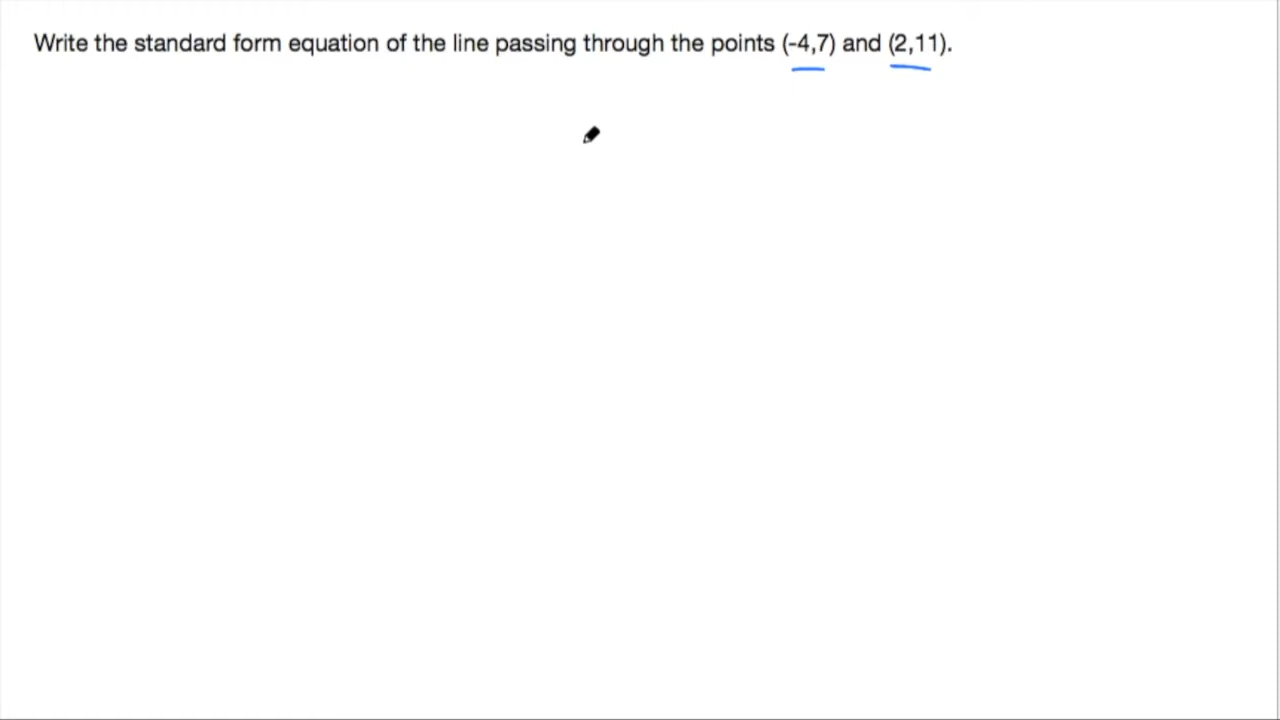 Write the standard form equation of the line passing through the points (-4,7) and (2,11).